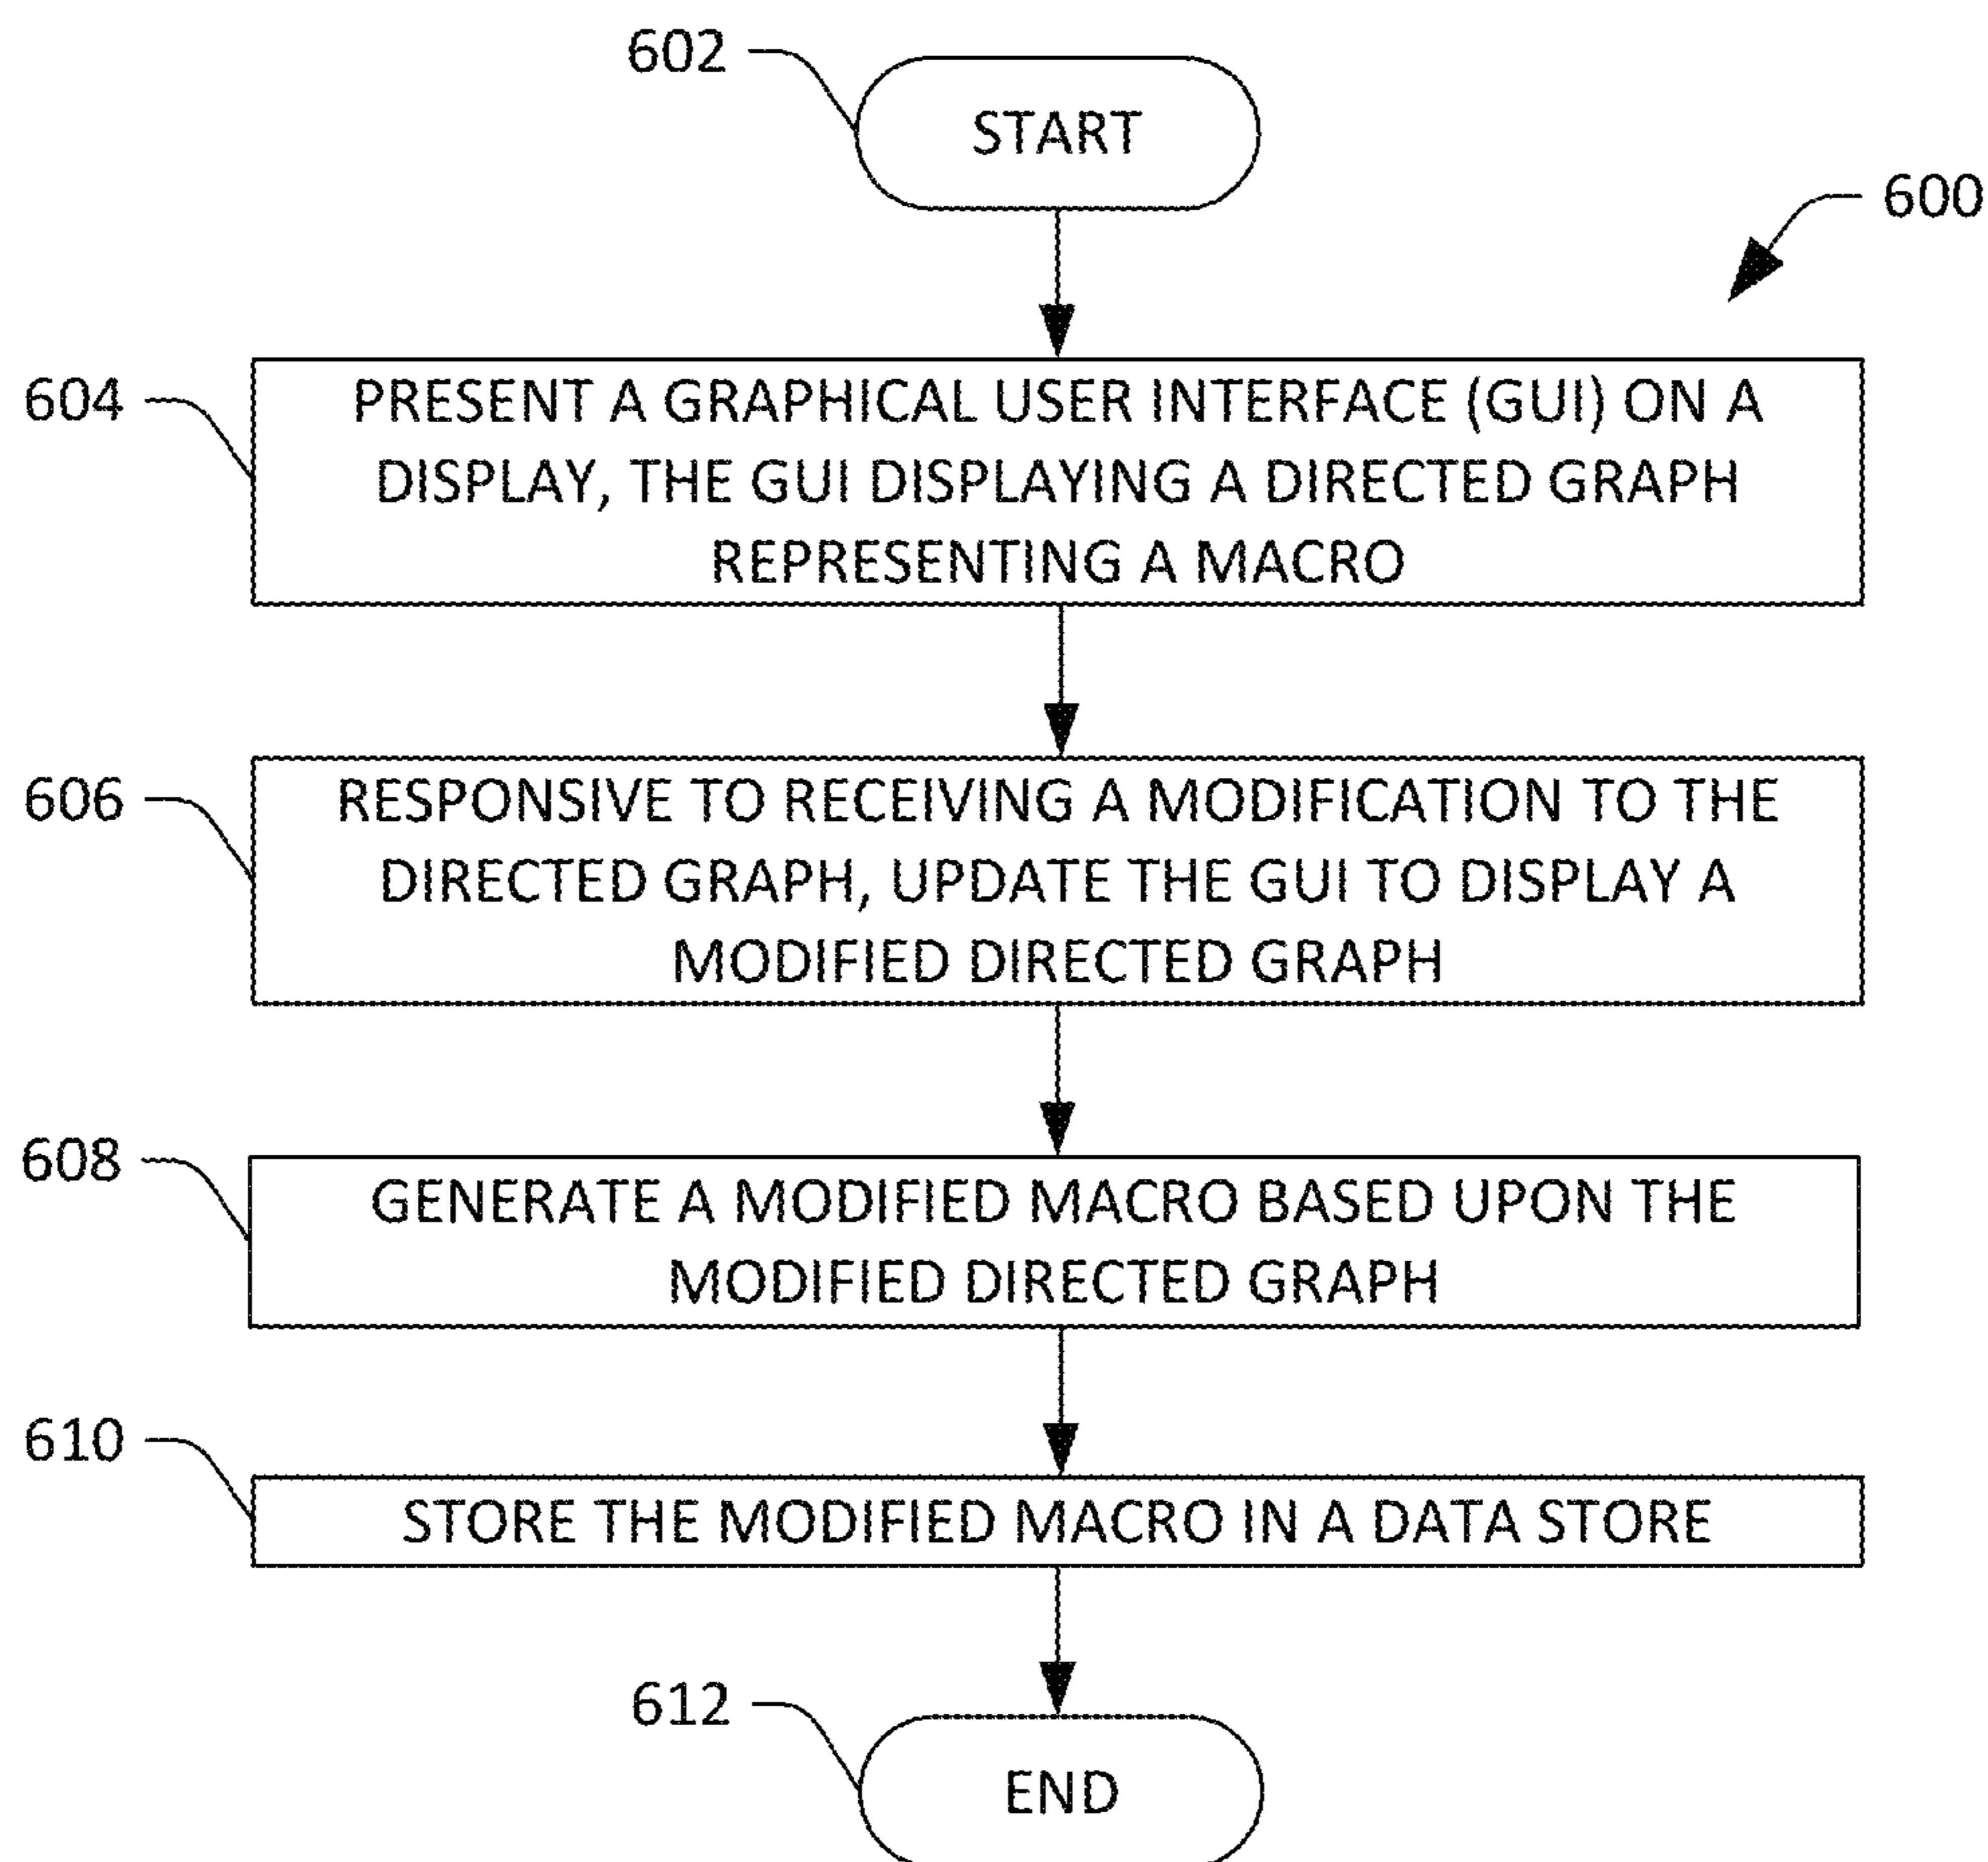 602
START
600
604
PRESENT A GRAPHICAL USER INTERFACE (GUI) ON A
DISPLAY, THE GUI DISPLAYING A DIRECTED GRAPH
REPRESENTING A MACRO
606
RESPONSIVE TO RECEIVING A MODIFICATION TO THE
DIRECTED GRAPH, UPDATE THE GUI TO DISPLAY A
MODIFIED DIRECTED GRAPH
608
GENERATE A MODIFIED MACRO BASED UPON THE
MODIFIED DIRECTED GRAPH
610
STORE THE MODIFIED MACRO IN A DATA STORE
612
END